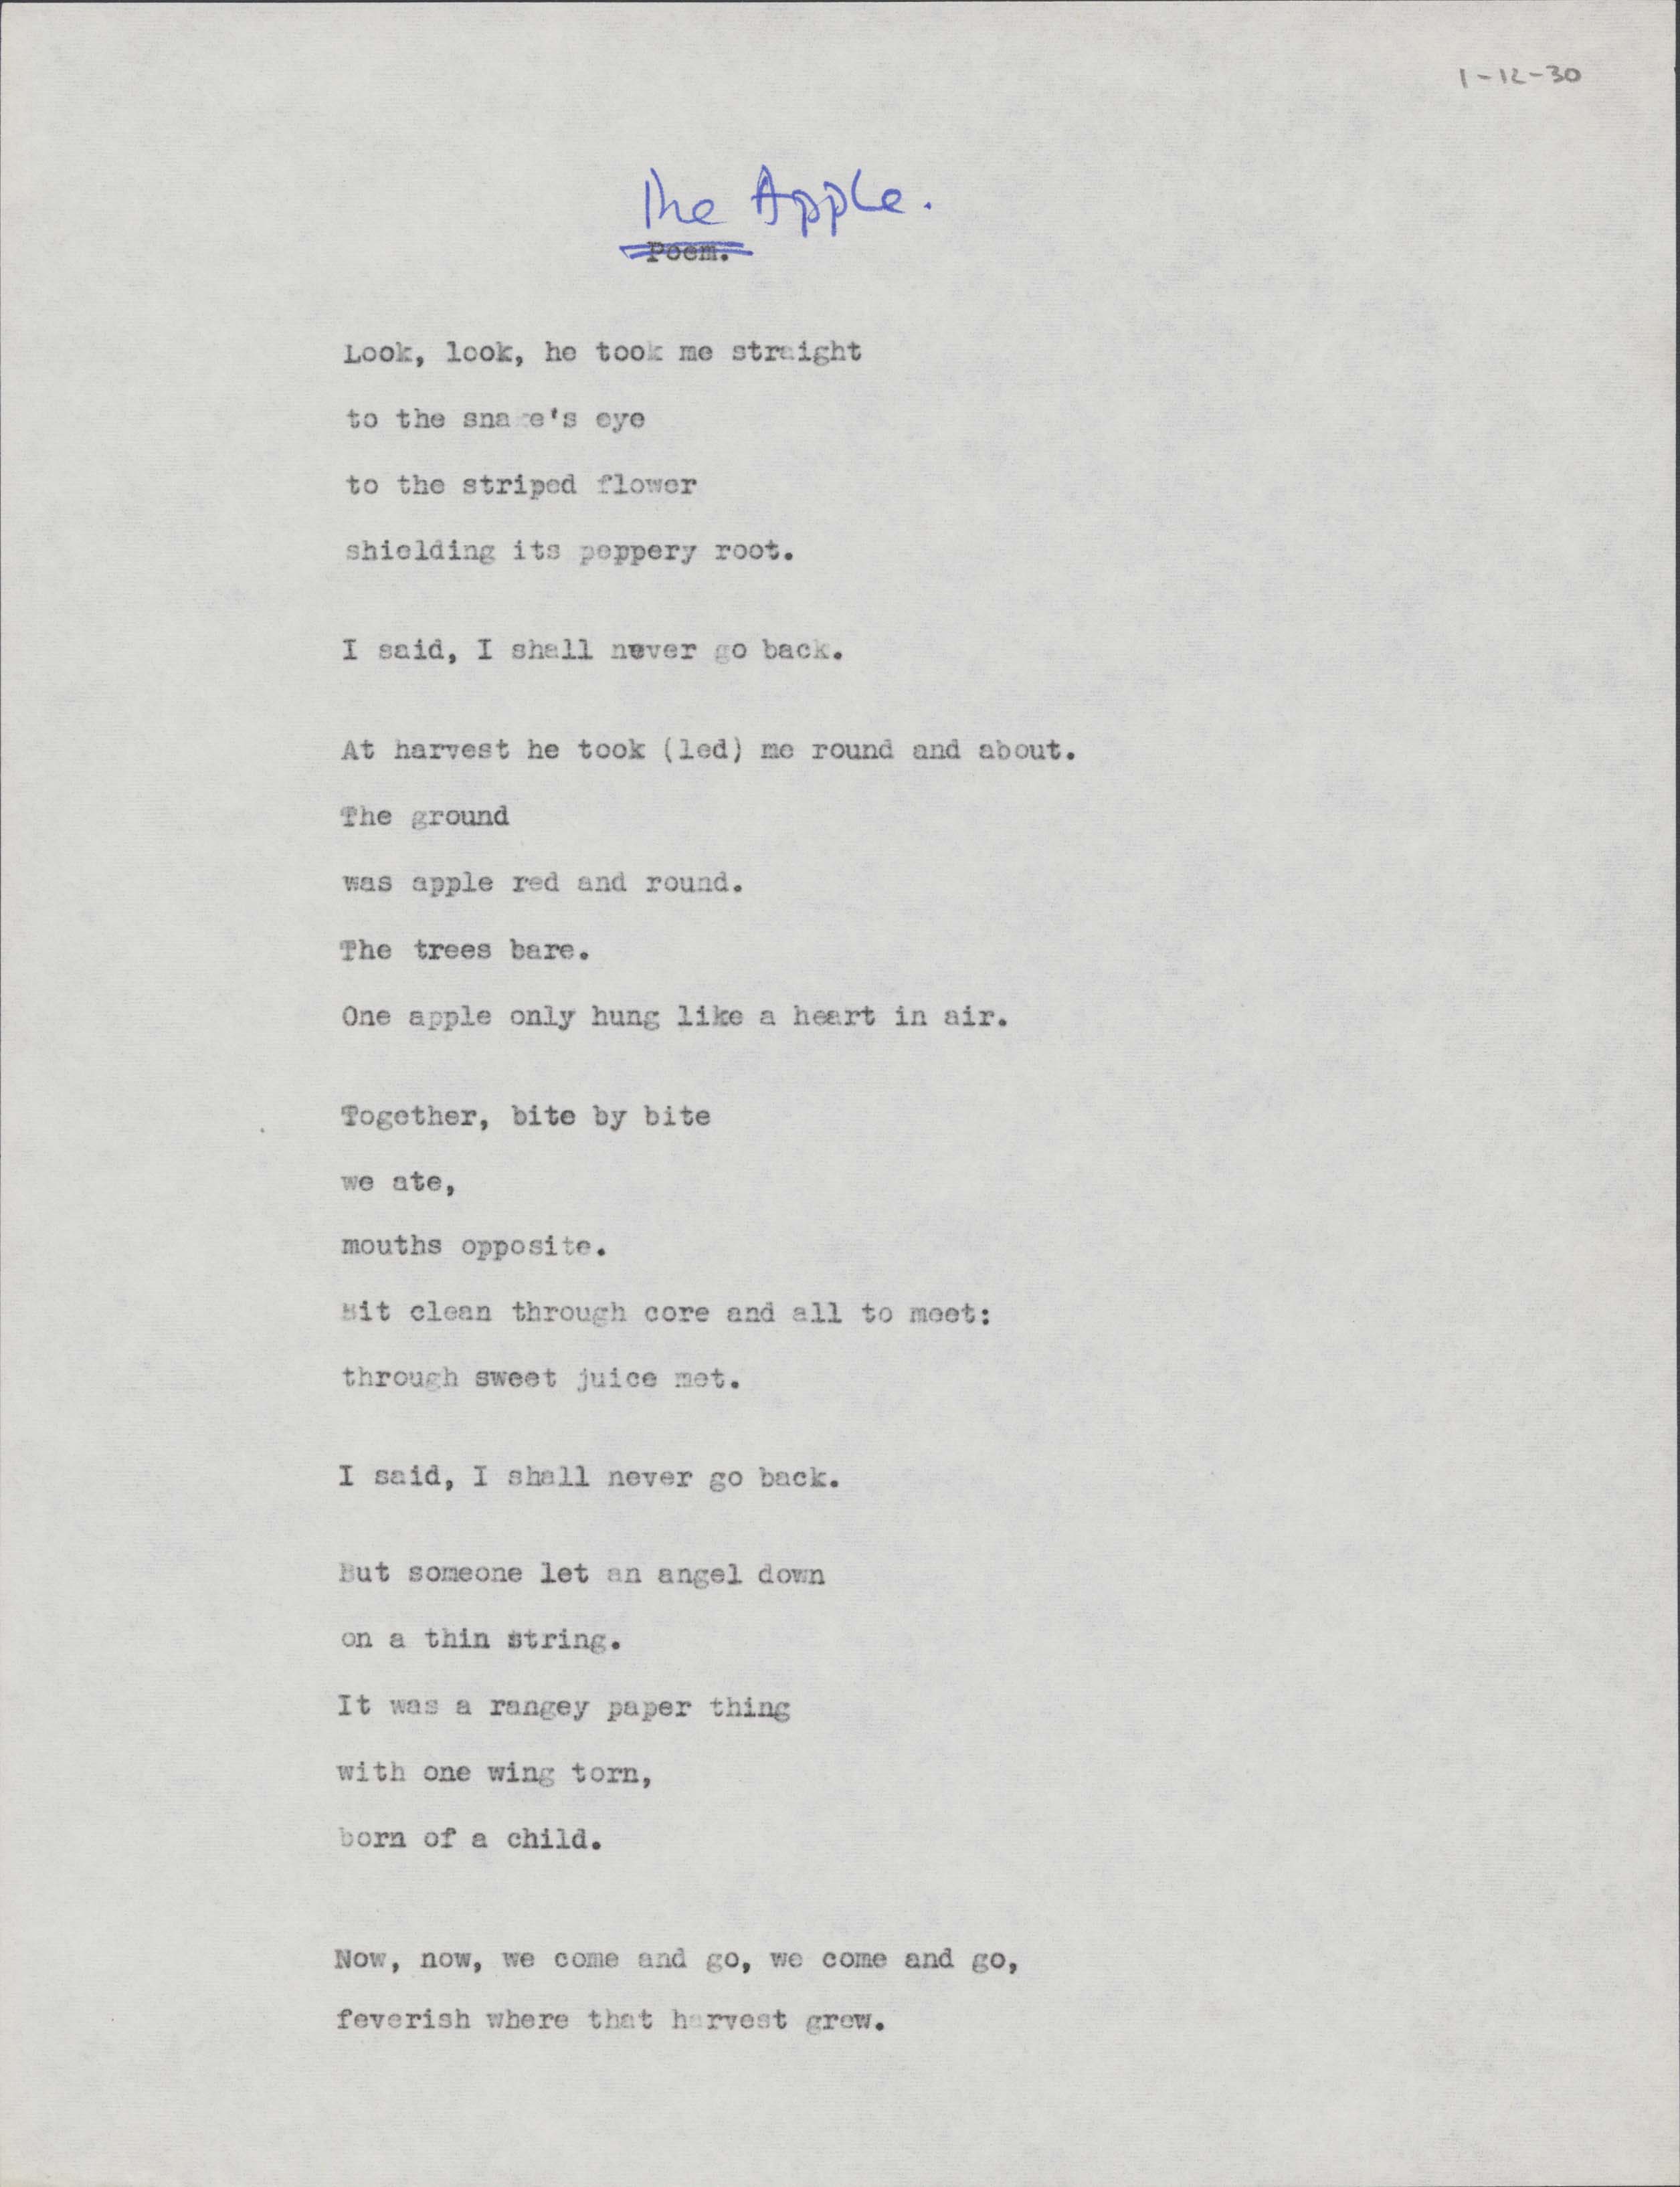 1-12-30
The Apple.
Poem.
Look, look, he took me straight
to the snake's eye
to the striped flower
shielding its peppery root.
I said, I shall never go back.
At harvest he took (led) me round and about.
The ground
was apple red and round.
The trees bare.
One apple only hung like a heart in air.
Together, bite by bite
we ate,
mouths opposite.
Bit clean through core and all to meet:
through sweet juice met.
I said, I shall never go back.
But someone let an angel down
on a thin string.
It was a rangey paper thing
with one wing torn,
born of a child.
Now, now, we come and go, we come and go,
feverish where that harvest grew.